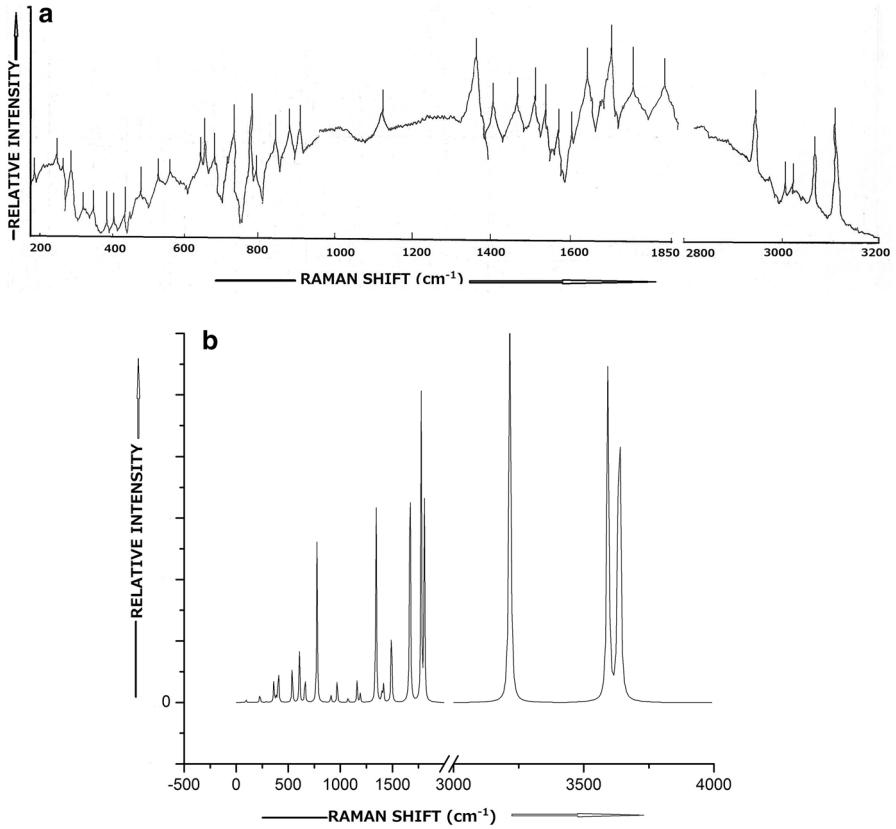 a
RELATIVE INTENSITY
200 400 600 800 1000 1200 1400 1600 1850 2800 3000 3200
RAMAN SHIFT (cm-1)
b
RELATIVE INTENSITY
0
-500 0 500 1000 1500 3000 3500 4000
RAMAN SHIFT (cm-1)